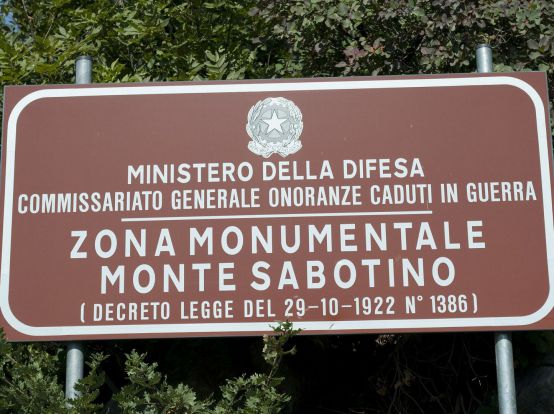 MINISTERO DELLA DIFESA
COMMISSARIATO GENERALE ONORANZE CADUTI IN GUERRA
ZONA MONUMENTALE
MONTE SABOTINO
( DECRETO LEGGE DEL 29-10-1922 N° 1386 )